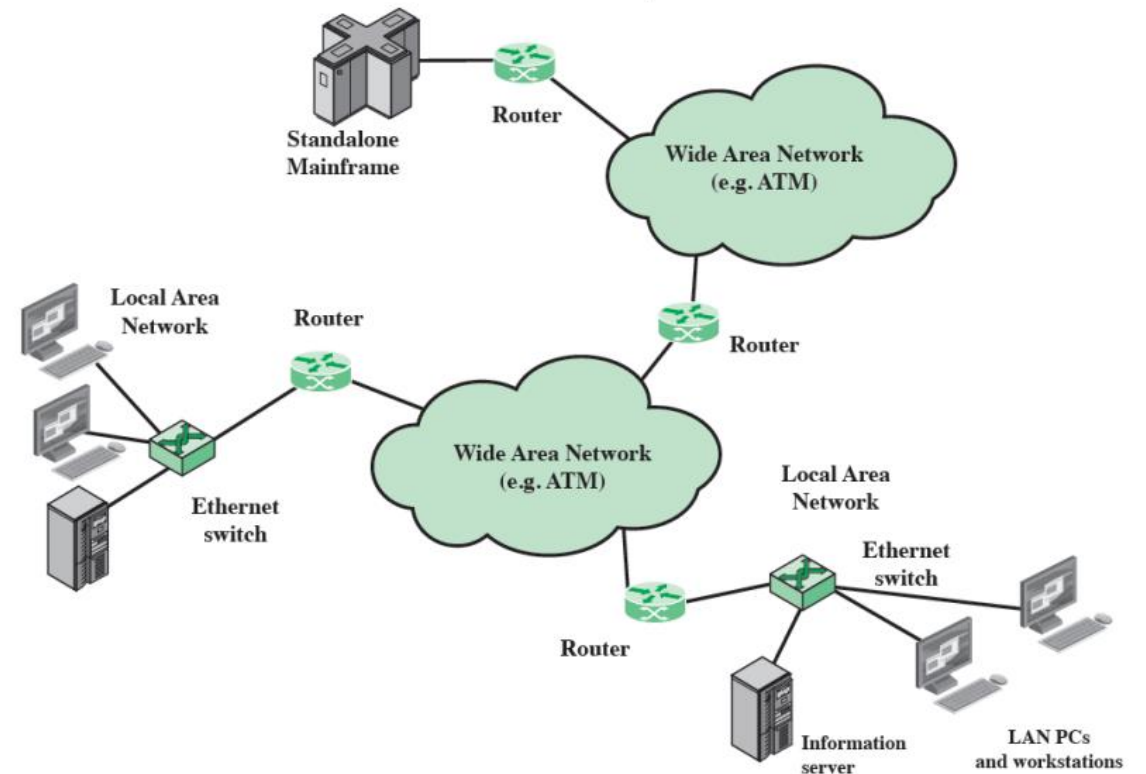 Router
Standalone
Mainframe
Wide Area Network
(e.g. ATM)
Local Area
Network
Router
Router
Wide Area Network
(e.g. ATM)
Local Area
Network
Ethernet
switch
Ethernet
switch
Router
Information
server
LAN PCs
and workstations